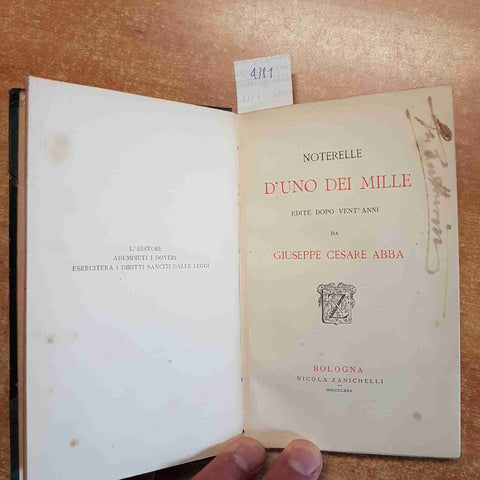 4381
L'EDITORE
ADEMPIUTI I DOVERI
ESERCITERÀ I DIRITTI SANCITI DALLE LEGGI
NOTERELLE
D'UNO DEI MILLE
EDITE DOPO VENT'ANNI
DA
GIUSEPPE CESARE ABBA
Z
BOLOGNA
NICOLA ZANICHELLI
MDCCCLXXX